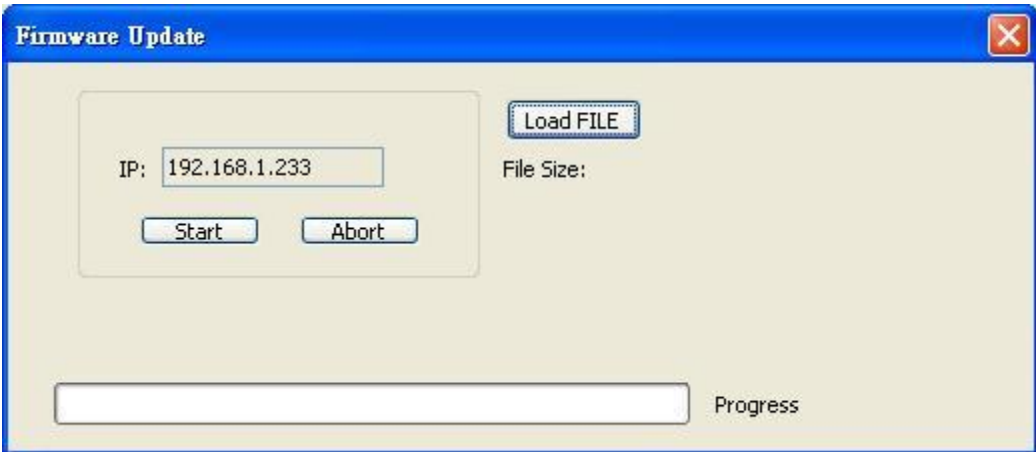 Firmware Update
Load FILE
IP: 192.168.1.233
File Size:
Start Abort
Progress